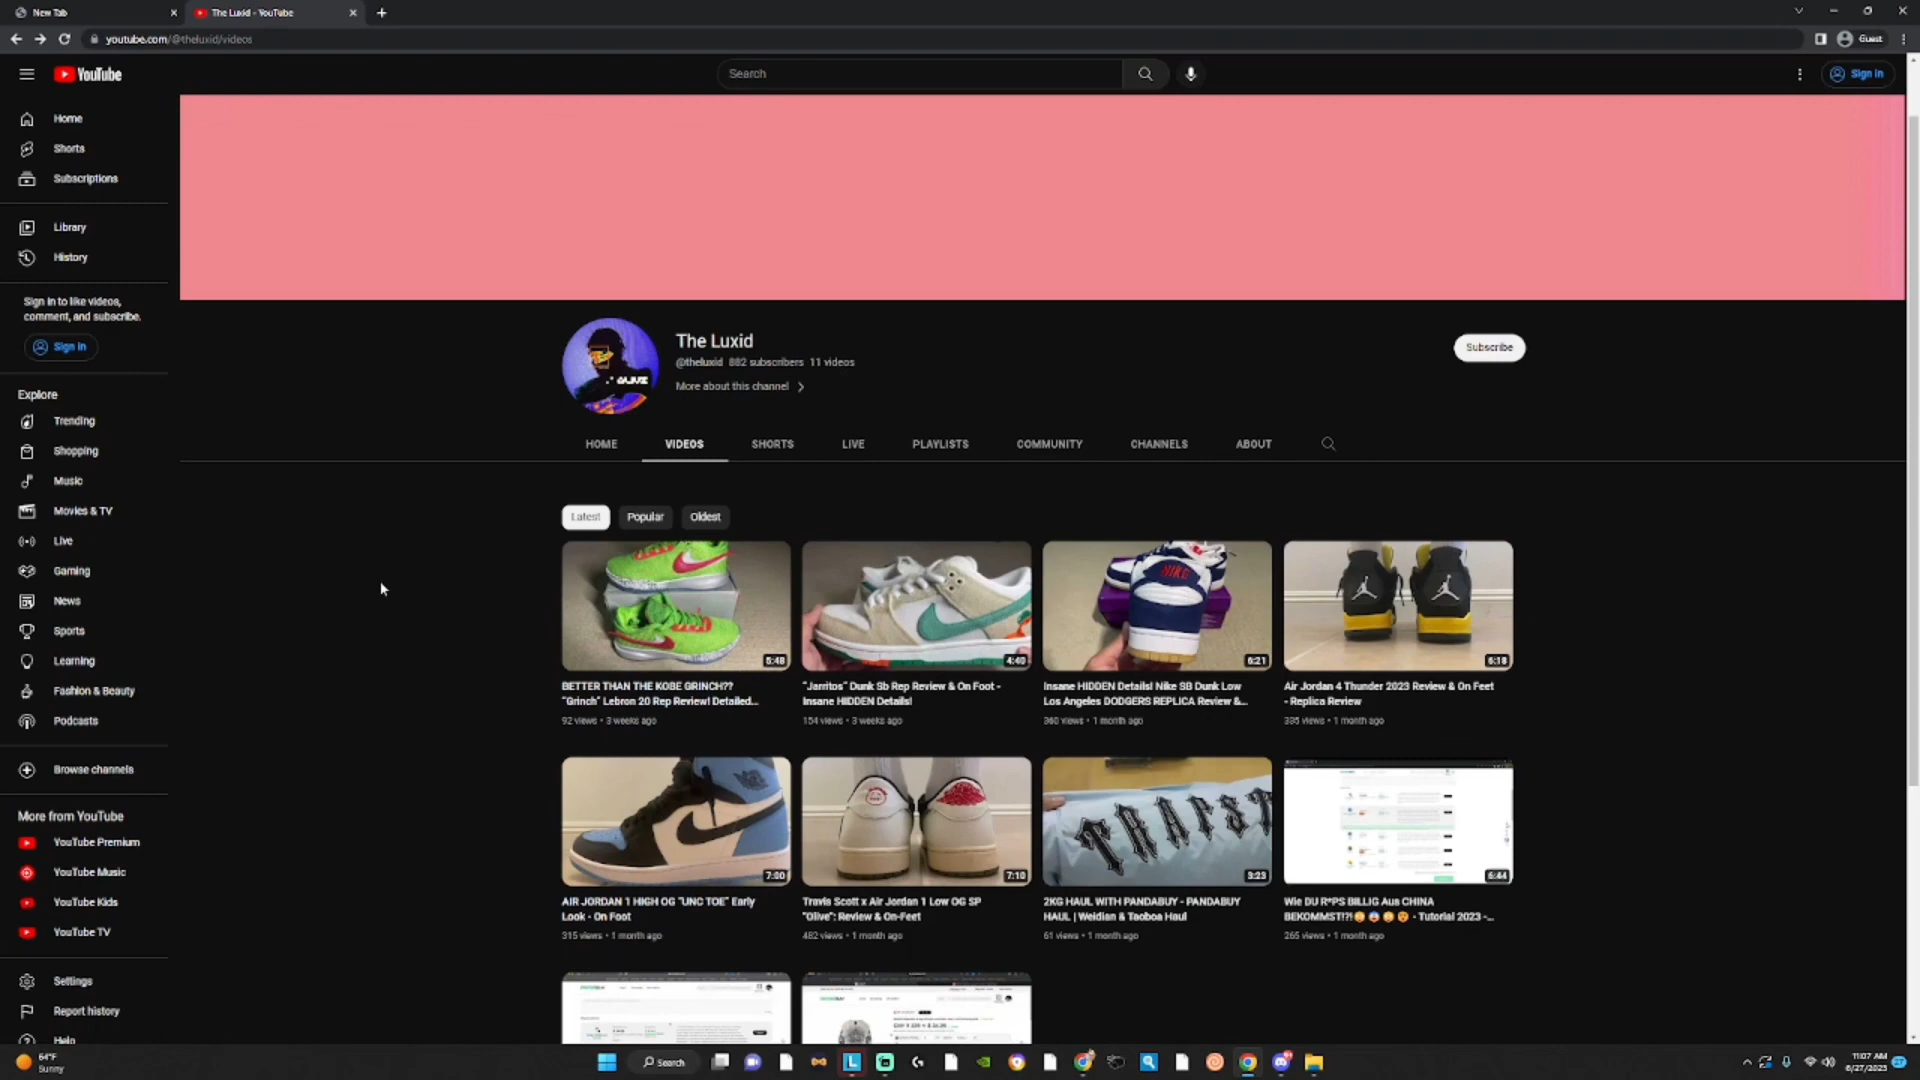 New Tab
The Luxid - YouTube
youtube.com/@theluxid/videos
Guest
YouTube
Search
Sign in
Home
Shorts
Subscriptions
Library
History
Sign in to like videos,
comment, and subscribe.
Sign in
Explore
Trending
Shopping
Music
Movies & TV
Live
Gaming
News
Sports
Learning
Fashion & Beauty
Podcasts
Browse channels
More from YouTube
YouTube Premium
YouTube Music
YouTube Kids
YouTube TV
Settings
Report history
Help
The Luxid
@theluxid 882 subscribers 11 videos
More about this channel
Subscribe
HOME VIDEOS SHORTS LIVE PLAYLISTS COMMUNITY CHANNELS ABOUT
Latest Popular Oldest
5:48
4:40
NIKE
6:21
6:18
BETTER THAN THE KOBE GRINCH??
"Grinch" Lebron 20 Rep Review! Detailed...
92 views • 3 weeks ago
"Jarritos" Dunk Sb Rep Review & On Foot -
Insane HIDDEN Details!
154 views • 3 weeks ago
Insane HIDDEN Details! Nike SB Dunk Low
Los Angeles DODGERS REPLICA Review &...
360 views • 1 month ago
Air Jordan 4 Thunder 2023 Review & On Feet
- Replica Review
335 views • 1 month ago
7:00
7:10
TRAPST
3:23
6:44
AIR JORDAN 1 HIGH OG "UNC TOE" Early
Look - On Foot
315 views • 1 month ago
Travis Scott x Air Jordan 1 Low OG SP
"Olive": Review & On-Feet
482 views • 1 month ago
2KG HAUL WITH PANDABUY - PANDABUY
HAUL | Weidian & Taoboa Haul
61 views • 1 month ago
Wie DU R*PS BILLIG Aus CHINA
BEKOMMST!?!😳😱😳😍 - Tutorial 2023 -...
265 views • 1 month ago
64°F
Sunny
Search
11:07 AM
6/27/2023